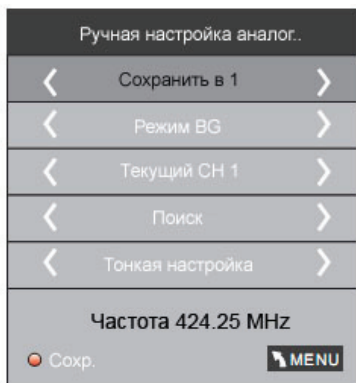 Ручная настройка аналог..
Сохранить в 1
Режим BG
Текущий CH 1
Поиск
Тонкая настройка
Частота 424.25 MHz
Сохр.
MENU